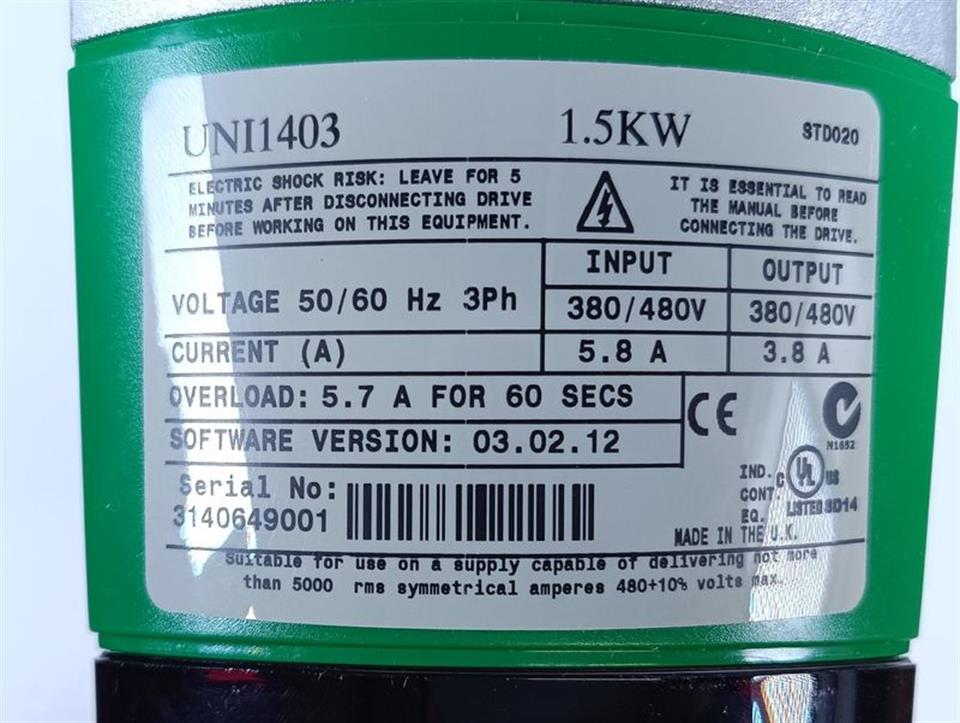 UNI1403 1.5KW STD020
ELECTRIC SHOCK RISK: LEAVE FOR 5
MINUTES AFTER DISCONNECTING DRIVE
BEFORE WORKING ON THIS EQUIPMENT.
IT IS ESSENTIAL TO READ
THE MANUAL BEFORE
CONNECTING THE DRIVE.
INPUT OUTPUT
VOLTAGE 50/60 Hz 3Ph 380/480V 380/480V
CURRENT (A) 5.8 A 3.8 A
OVERLOAD: 5.7 A FOR 60 SECS
SOFTWARE VERSION: 03.02.12
CE
N1652
Serial No:
3140649001
IND.
CONT.
EQ.
C UL US
LISTED 3D14
MADE IN THE U.K.
Suitable for use on a supply capable of delivering not more
than 5000 rms symmetrical amperes 480+10% volts max.